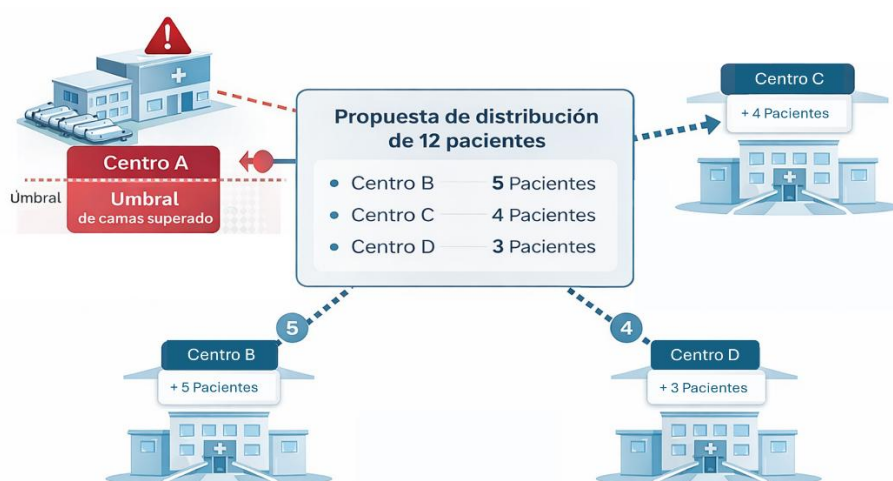 Propuesta de distribución
de 12 pacientes
• Centro B 5 Pacientes
• Centro C 4 Pacientes
• Centro D 3 Pacientes
Centro A
Úmbral
Umbral
de camas superado
Centro C
+ 4 Pacientes
5
4
Centro B
+ 5 Pacientes
Centro D
+ 3 Pacientes